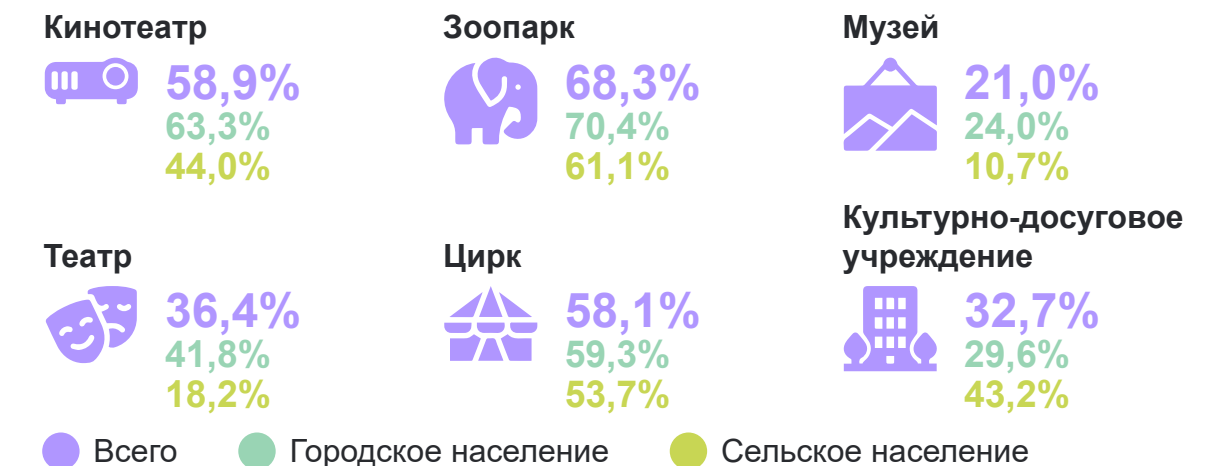 Кинотеатр
58,9%
63,3%
44,0%
Зоопарк
68,3%
70,4%
61,1%
Музей
21,0%
24,0%
10,7%
Театр
36,4%
41,8%
18,2%
Цирк
58,1%
59,3%
53,7%
Культурно-досуговое
учреждение
32,7%
29,6%
43,2%
Всего
Городское население
Сельское население